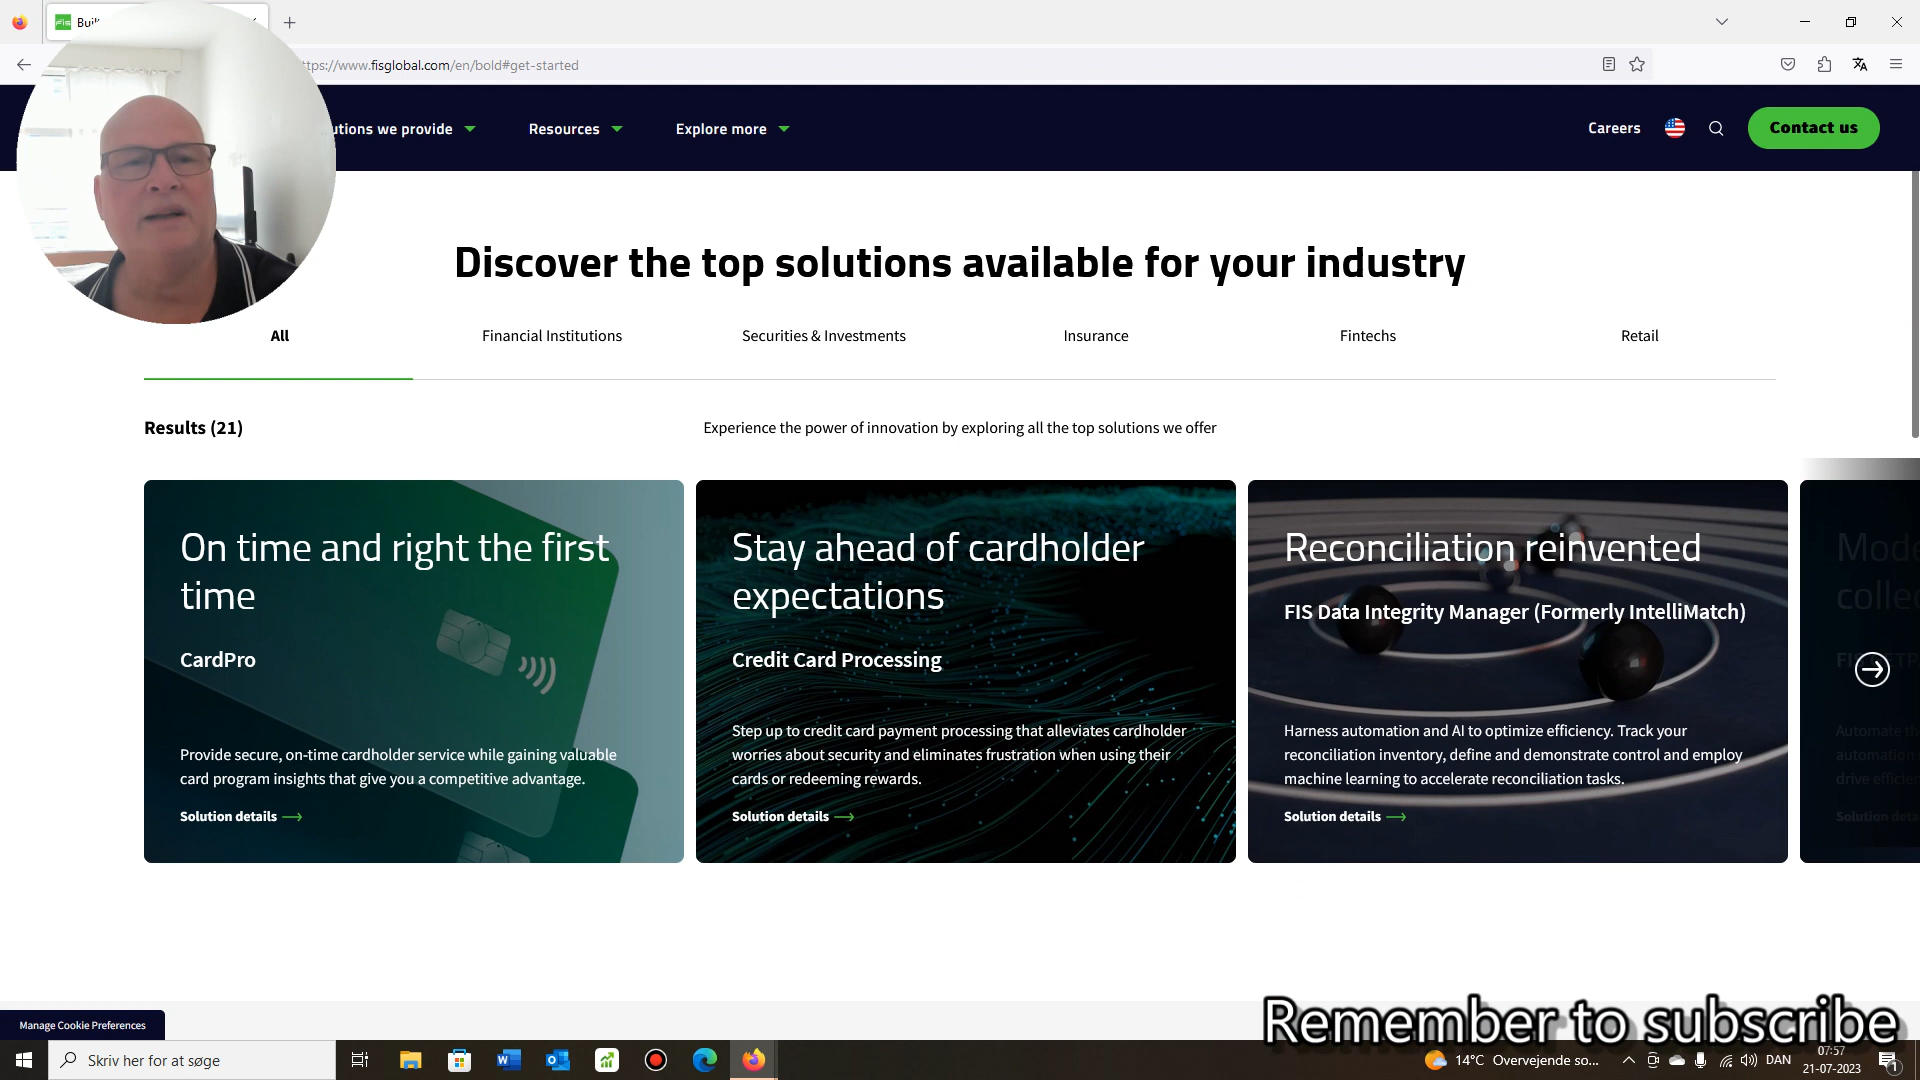 https://www.fisglobal.com/en/bold#get-started
utions we provide
Resources
Explore more
Careers
Contact us
Discover the top solutions available for your industry
All
Financial Institutions
Securities & Investments
Insurance
Fintechs
Retail
Results (21)
Experience the power of innovation by exploring all the top solutions we offer
On time and right the first
time
CardPro
Provide secure, on-time cardholder service while gaining valuable
card program insights that give you a competitive advantage.
Solution details
Stay ahead of cardholder
expectations
Credit Card Processing
Step up to credit card payment processing that alleviates cardholder
worries about security and eliminates frustration when using their
cards or redeeming rewards.
Solution details
Reconciliation reinvented
FIS Data Integrity Manager (Formerly IntelliMatch)
Harness automation and AI to optimize efficiency. Track your
reconciliation inventory, define and demonstrate control and employ
machine learning to accelerate reconciliation tasks.
Solution details
Automate
automation
Solution
Manage Cookie Preferences
Remember to subscribe
Skriv her for at søge
14°C Overvejende so...
DAN
07:57
21-07-2023